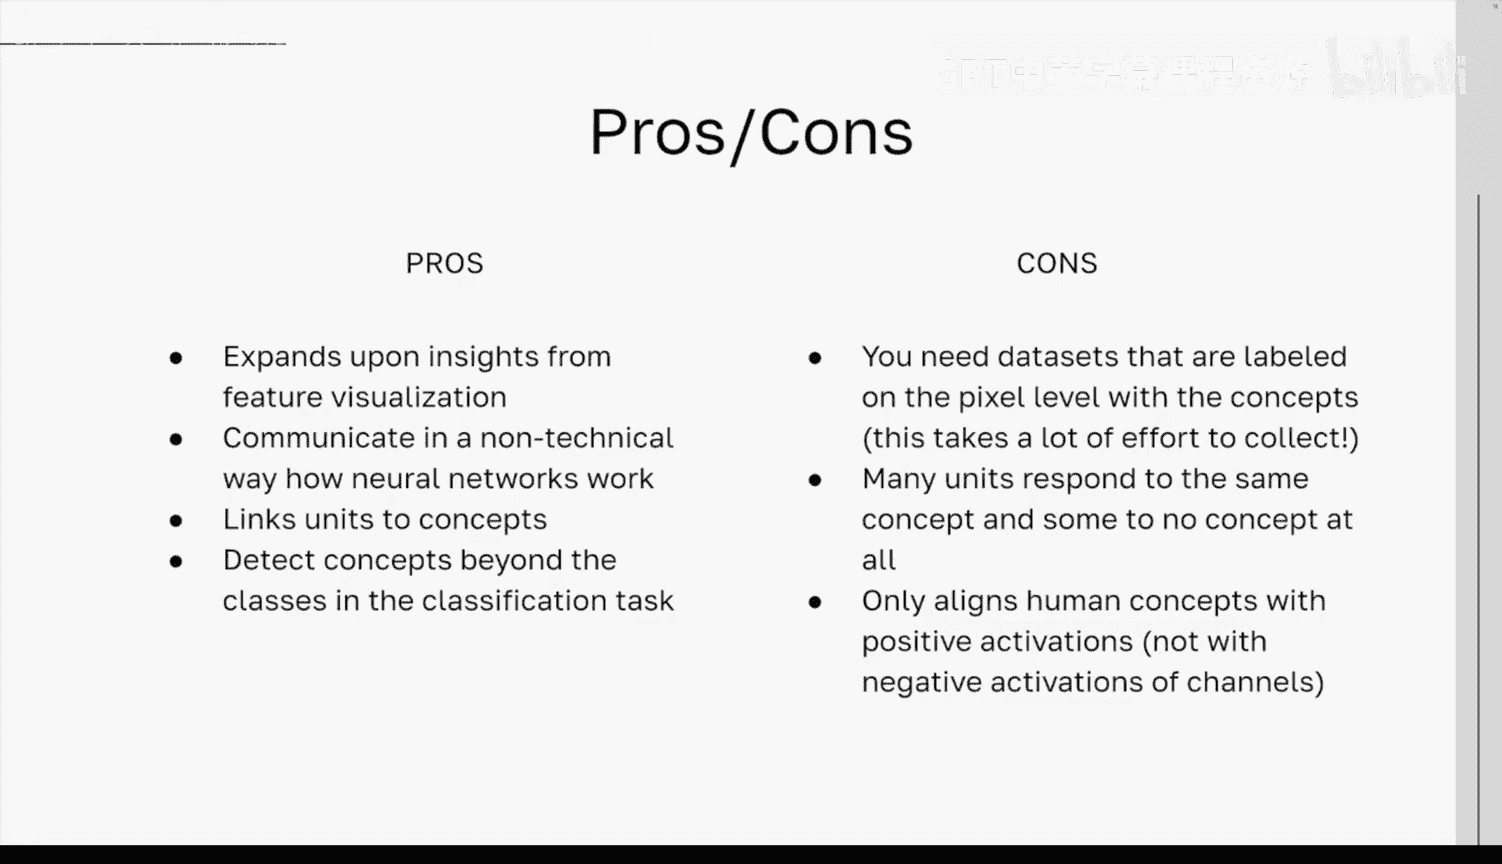 Pros/Cons
PROS
● Expands upon insights from
feature visualization
● Communicate in a non-technical
way how neural networks work
● Links units to concepts
● Detect concepts beyond the
classes in the classification task
CONS
● You need datasets that are labeled
on the pixel level with the concepts
(this takes a lot of effort to collect!)
● Many units respond to the same
concept and some to no concept at
all
● Only aligns human concepts with
positive activations (not with
negative activations of channels)
bilibili